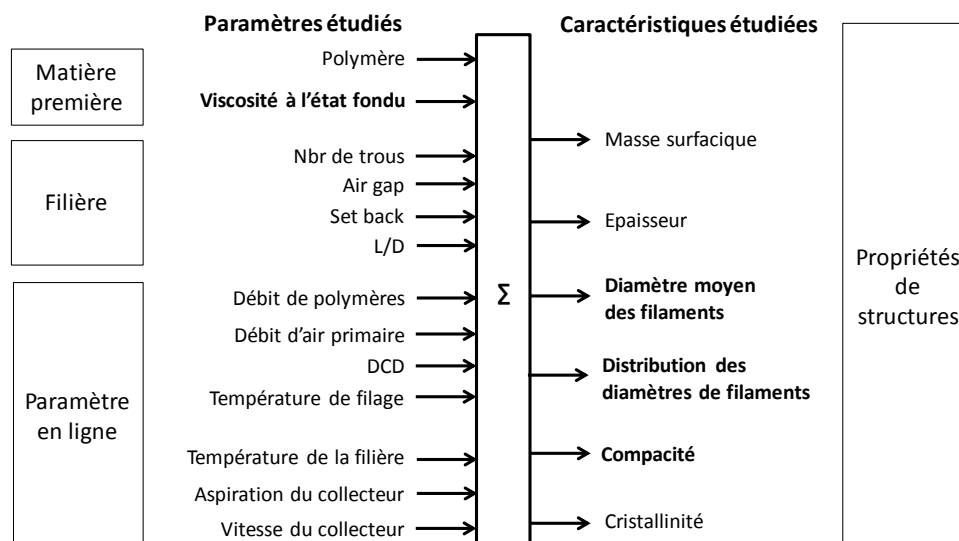 Paramètres étudiés
Caractéristiques étudiées
Matière
première
Polymère
Viscosité à l'état fondu
Filière
Nbr de trous
Air gap
Set back
L/D
Paramètre
en ligne
Débit de polymères
Débit d'air primaire
DCD
Température de filage
Température de la filière
Aspiration du collecteur
Vitesse du collecteur
Σ
Masse surfacique
Epaisseur
Diamètre moyen
des filaments
Distribution des
diamètres de filaments
Compacité
Cristallinité
Propriétés
de
structures